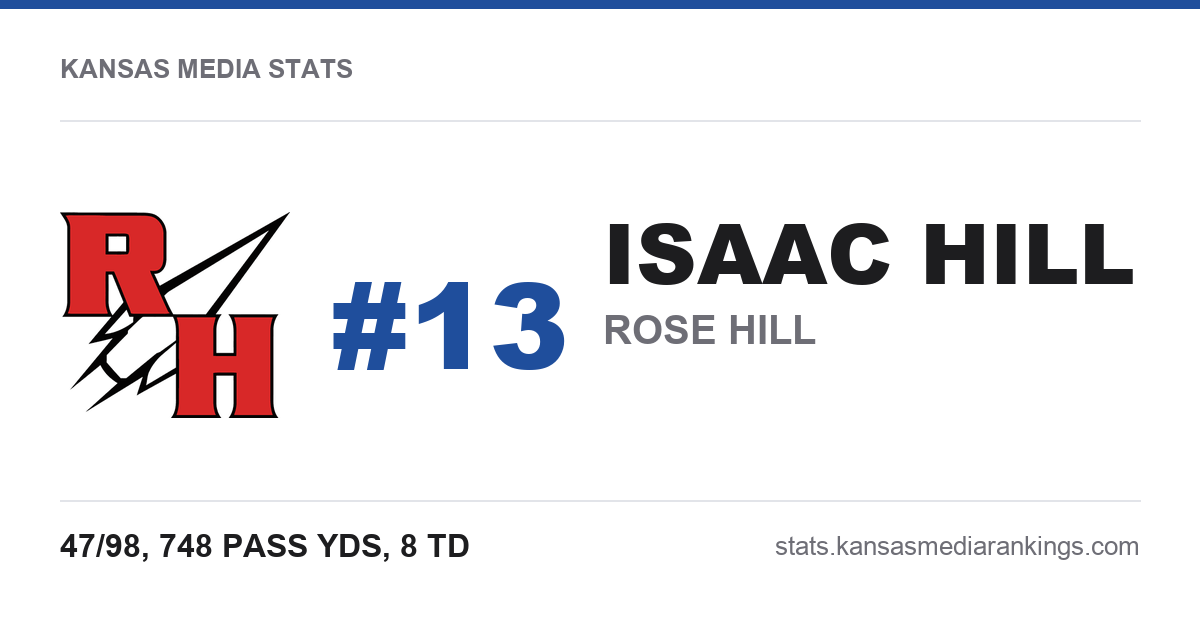 KANSAS MEDIA STATS
RH
#13
ISAAC HILL
ROSE HILL
47/98, 748 PASS YDS, 8 TD
stats.kansasmediarankings.com